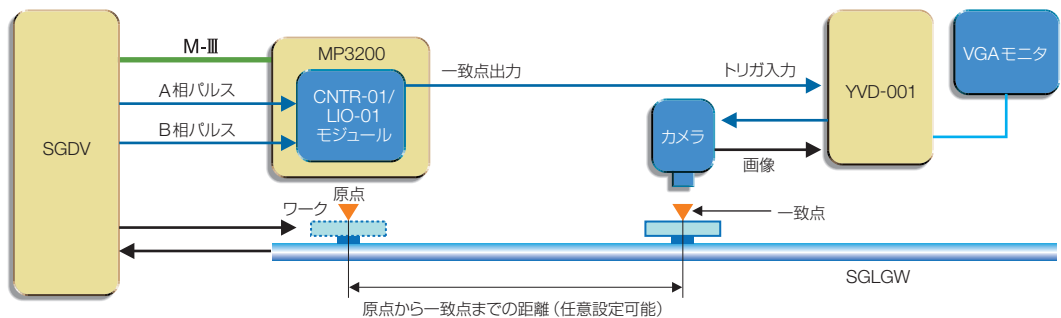 M-Ⅲ
MP3200
A相パルス
B相パルス
CNTR-01/
LIO-01
モジュール
一致点出力
トリガ入力
VGAモニタ
YVD-001
SGDV
カメラ
画像
ワーク
原点
一致点
SGLGW
原点から一致点までの距離（任意設定可能）